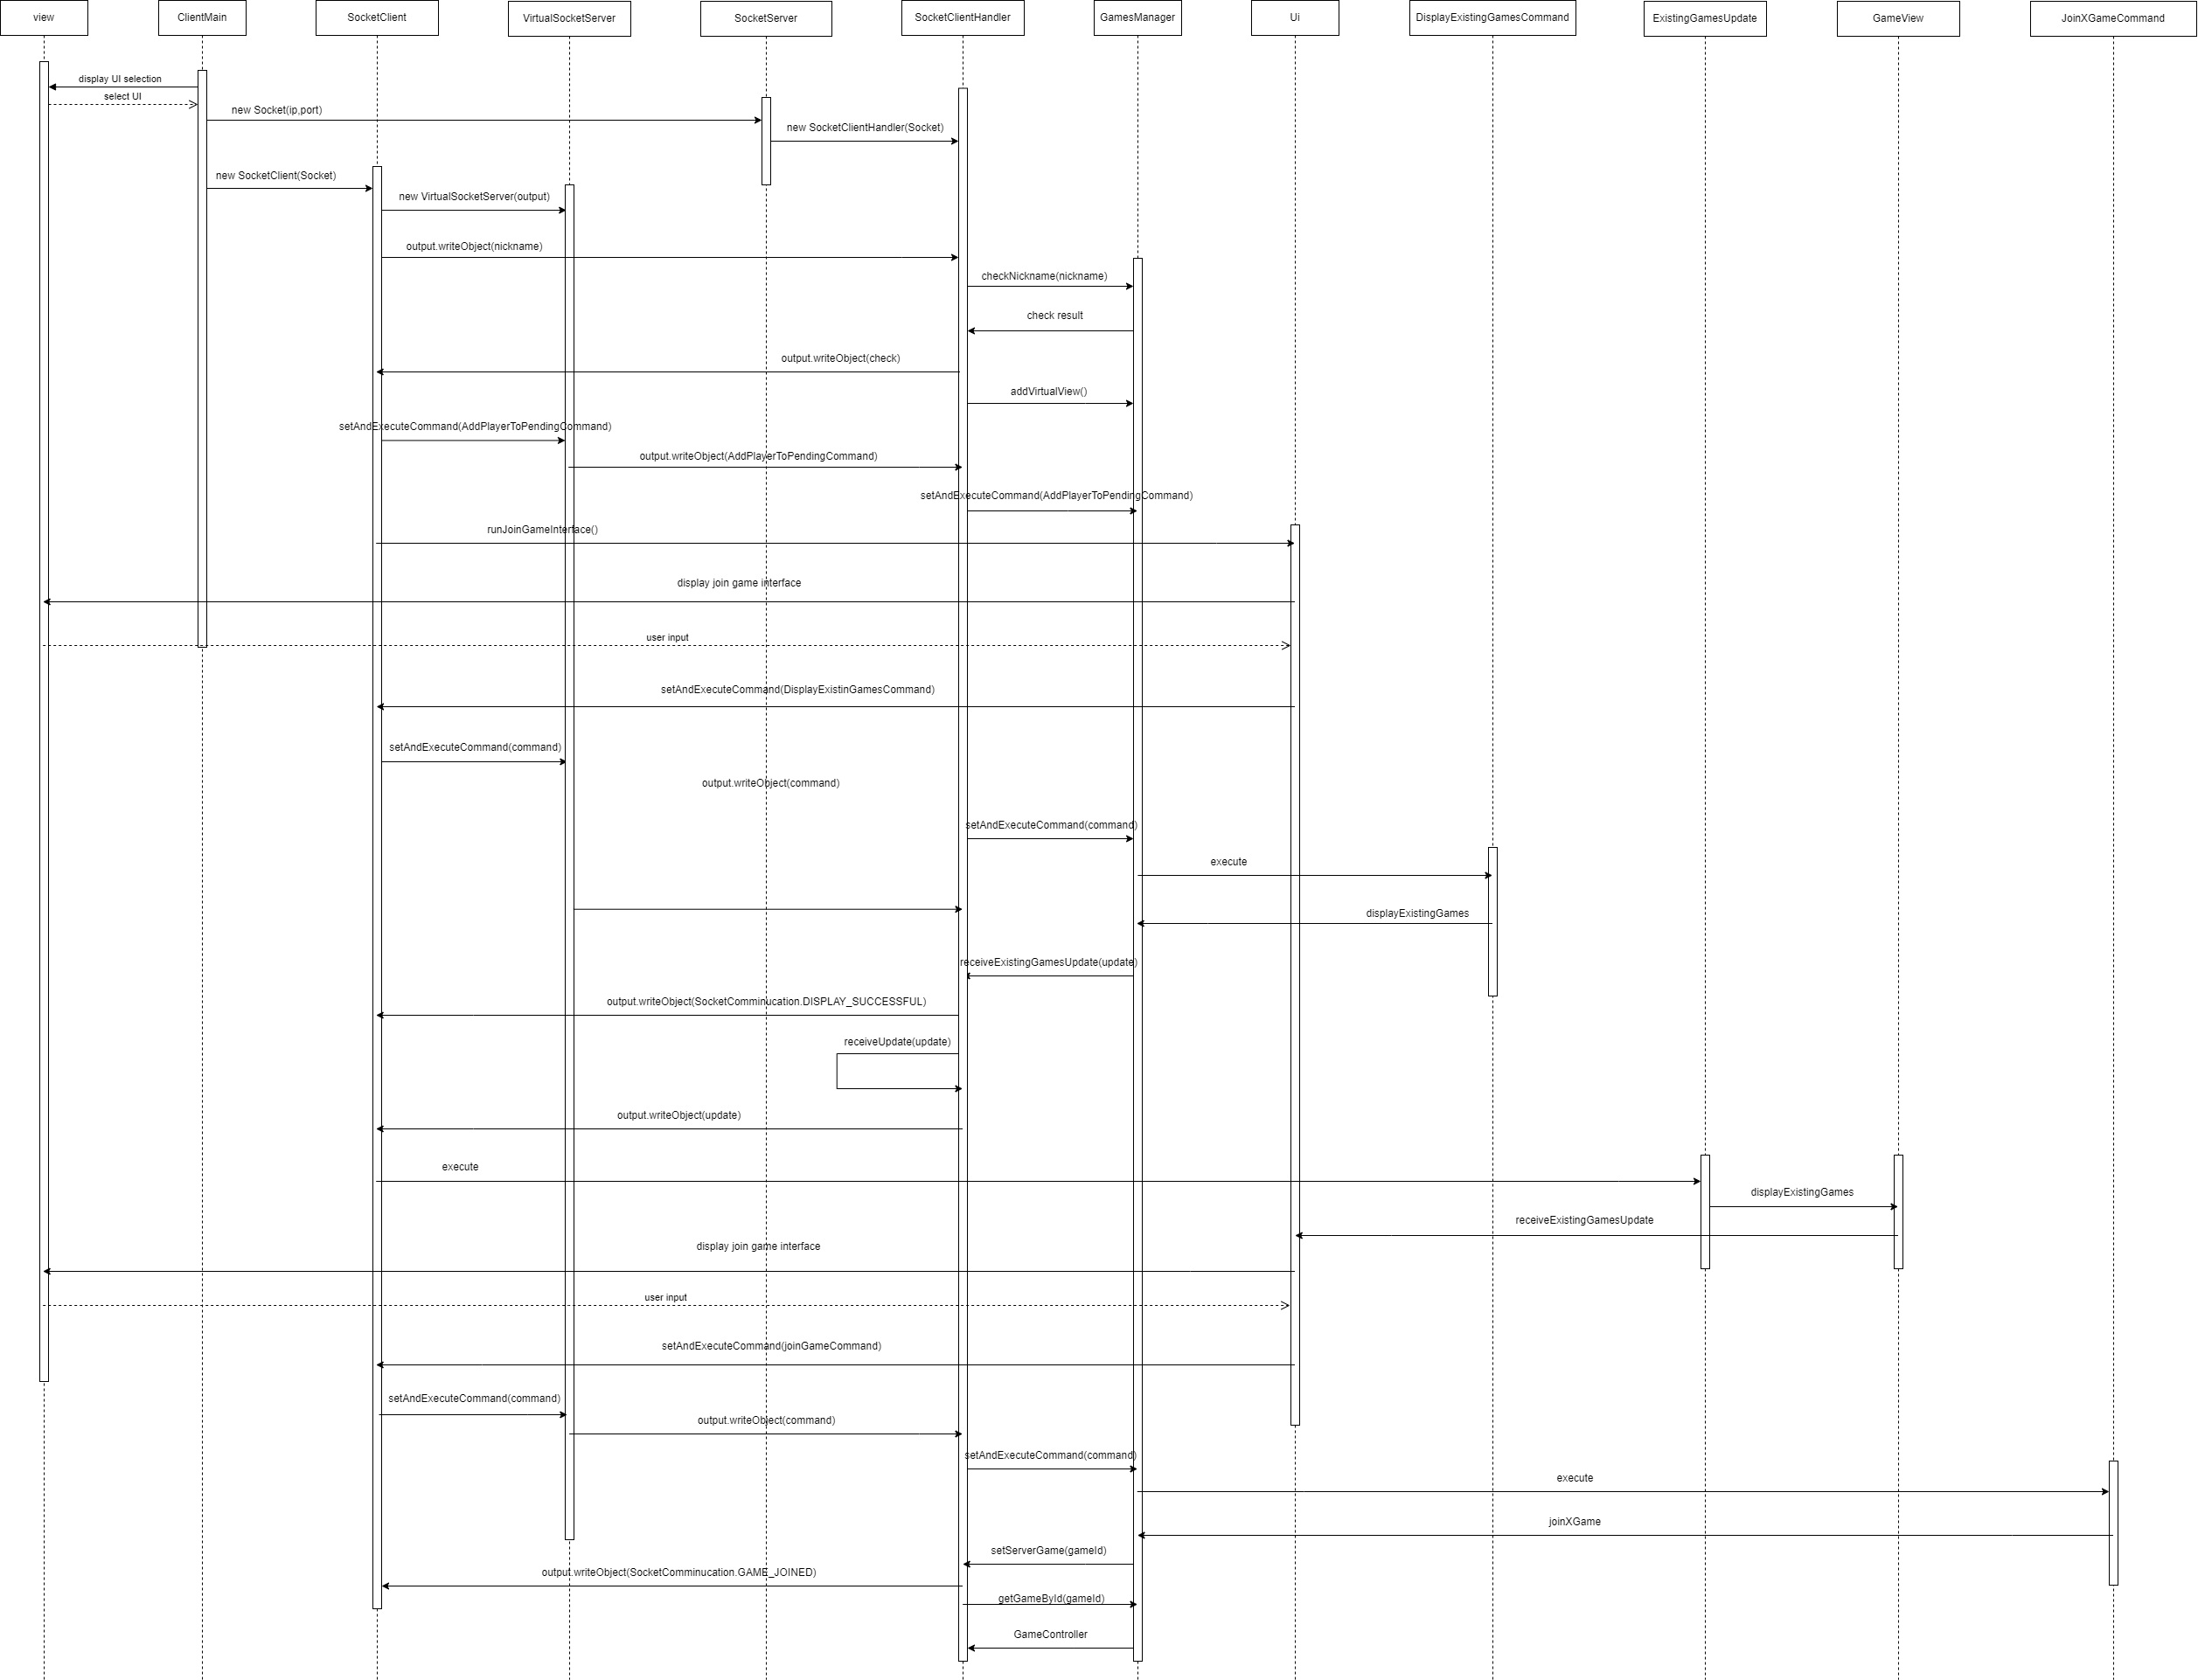 view
ClientMain
SocketClient
VirtualSocketServer
SocketServer
SocketClientHandler
GamesManager
Ui
DisplayExistingGamesCommand
ExistingGamesUpdate
GameView
JoinXGameCommand
display UI selection
select UI
new Socket(ip,port)
new SocketClientHandler(Socket)
new SocketClient(Socket)
new VirtualSocketServer(output)
output.writeObject(nickname)
checkNickname(nickname)
check result
output.writeObject(check)
addVirtualView()
setAndExecuteCommand(AddPlayerToPendingCommand)
output.writeObject(AddPlayerToPendingCommand)
setAndExecuteCommand(AddPlayerToPendingCommand)
runJoinGameInterface()
display join game interface
user input
setAndExecuteCommand(DisplayExistinGamesCommand)
setAndExecuteCommand(command)
output.writeObject(command)
setAndExecuteCommand(command)
execute
displayExistingGames
receiveExistingGamesUpdate(update)
output.writeObject(SocketComminucation.DISPLAY_SUCCESSFUL)
receiveUpdate(update)
output.writeObject(update)
execute
displayExistingGames
receiveExistingGamesUpdate
display join game interface
user input
setAndExecuteCommand(joinGameCommand)
setAndExecuteCommand(command)
output.writeObject(command)
setAndExecuteCommand(command)
execute
joinXGame
setServerGame(gameId)
output.writeObject(SocketComminucation.GAME_JOINED)
getGameById(gameId)
GameController